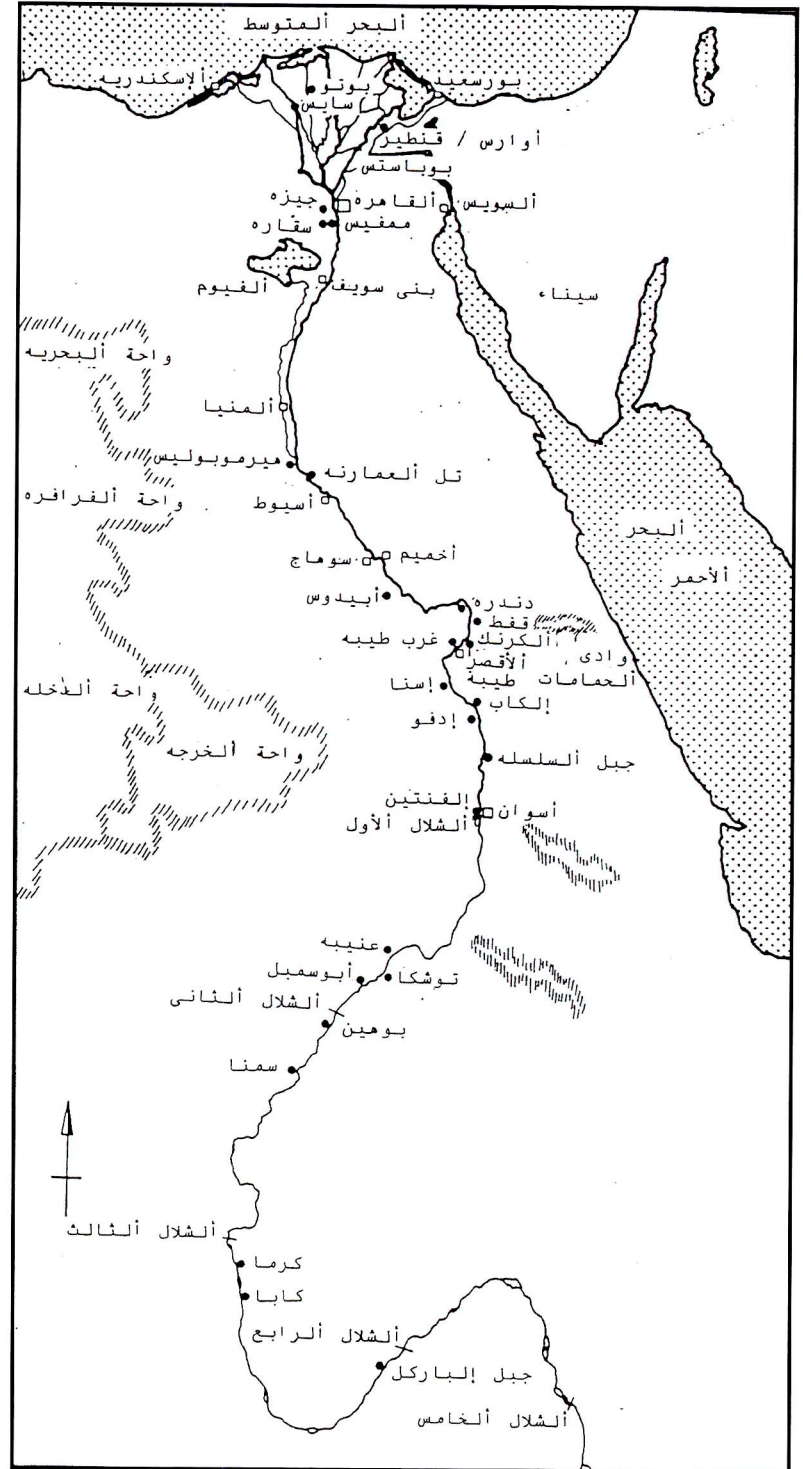 ألبحر ألمتوسط
ألإسكندريه
بورسعيد
بوتو
سايس
أوارس / قنطير
بوباستس
جيزه
ألقاهره
ألسويس
سقاره
ممفيس
ألفيوم
بنى سويف
سيناء
واحة ألبحريه
ألمنيا
هيرموبوليس
تل ألعمارنه
واحة ألفرافره
أسيوط
ألبحر
ألأحمر
أخميم
سوهاج
أبيدوس
دندره
قفط
غرب طيبه
ألكرنك
وادى
ألأقصر
ألحمامات
طيبة
إسنا
واحة ألدخله
إلكاب
إدفو
واحة ألخرجه
جبل ألسلسله
إلفنتين
أسوان
ألشلال ألأول
عنيبه
أبوسمبل
توشكا
ألشلال ألثانى
بوهين
سمنا
ألشلال ألثالث
كرما
كابا
ألشلال ألرابع
جبل إلباركل
ألشلال ألخامس